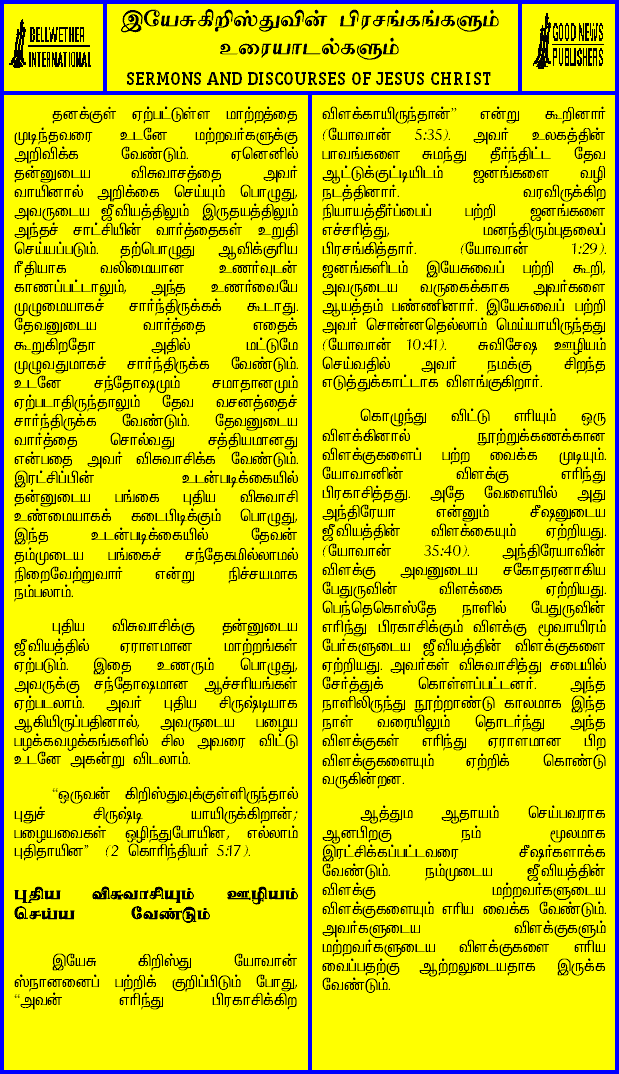 BELLWETHER
INTERNATIONAL
இயேசுகிறிஸ்துவின் பிரசங்கங்களும்
உரையாடல்களும்
SERMONS AND DISCOURSES OF JESUS CHRIST
GOOD NEWS
PUBLISHERS
தனக்குள் ஏற்பட்டுள்ள மாற்றத்தை
முடிந்தவரை உடனே மற்றவர்களுக்கு
அறிவிக்க வேண்டும். ஏனெனில்
தன்னுடைய விசுவாசத்தை அவர்
வாயினால் அறிக்கை செய்யும் பொழுது,
அவருடைய ஜீவியத்திலும் இருதயத்திலும்
அந்தச் சாட்சியின் வார்த்தைகள் உறுதி
செய்யப்படும். தற்பொழுது ஆவிக்குரிய
ரீதியாக வலிமையான உணர்வுடன்
காணப்பட்டாலும், அந்த உணர்வையே
முழுமையாகச் சார்ந்திருக்கக் கூடாது.
தேவனுடைய வார்த்தை எதைக்
கூறுகிறதோ அதில் மட்டுமே
முழுவதுமாகச் சார்ந்திருக்க வேண்டும்.
உடனே சந்தோஷமும் சமாதானமும்
ஏற்படாதிருந்தாலும் தேவ வசனத்தைச்
சார்ந்திருக்க வேண்டும். தேவனுடைய
வார்த்தை சொல்வது சத்தியமானது
என்பதை அவர் விசுவாசிக்க வேண்டும்.
இரட்சிப்பின் உடன்படிக்கையில்
தன்னுடைய பங்கை புதிய விசுவாசி
உண்மையாகக் கடைபிடிக்கும் பொழுது,
இந்த உடன்படிக்கையில் தேவன்
தம்முடைய பங்கைச் சந்தேகமில்லாமல்
நிறைவேற்றுவார் என்று நிச்சயமாக
நம்பலாம்.
புதிய விசுவாசிக்கு தன்னுடைய
ஜீவியத்தில் ஏராளமான மாற்றங்கள்
ஏற்படும். இதை உணரும் பொழுது,
அவருக்கு சந்தோஷமான ஆச்சரியங்கள்
ஏற்படலாம். அவர் புதிய சிருஷ்டியாக
ஆகியிருப்பதினால், அவருடைய பழைய
பழக்கவழக்கங்களில் சில அவரை விட்டு
உடனே அகன்று விடலாம்.
“ஒருவன் கிறிஸ்துவுக்குள்ளிருந்தால்
புதுச் சிருஷ்டி யாயிருக்கிறான்;
பழையவைகள் ஒழிந்துபோயின, எல்லாம்
புதிதாயின” (2 கொரிந்தியர் 5:17).
புதிய விசுவாசியும் ஊழியம்
செய்ய வேண்டும்
இயேசு கிறிஸ்து யோவான்
ஸ்நானனைப் பற்றிக் குறிப்பிடும் போது,
“அவன் எரிந்து பிரகாசிக்கிற
விளக்காயிருந்தான்” என்று கூறினார்
(யோவான் 5:35). அவர் உலகத்தின்
பாவங்களை சுமந்து தீர்ந்திட்ட தேவ
ஆட்டுக்குட்டியிடம் ஜனங்களை வழி
நடத்தினார். வரவிருக்கிற
நியாயத்தீர்ப்பைப் பற்றி ஜனங்களை
எச்சரித்து, மனந்திரும்புதலைப்
பிரசங்கித்தார். (யோவான் 1:29).
ஜனங்களிடம் இயேசுவைப் பற்றி கூறி,
அவருடைய வருகைக்காக அவர்களை
ஆயத்தம் பண்ணினார். இயேசுவைப் பற்றி
அவர் சொன்னதெல்லாம் மெய்யாயிருந்தது
(யோவான் 10:41). சுவிசேஷ ஊழியம்
செய்வதில் அவர் நமக்கு சிறந்த
எடுத்துக்காட்டாக விளங்குகிறார்.
கொழுந்து விட்டு எரியும் ஒரு
விளக்கினால் நூற்றுக்கணக்கான
விளக்குகளைப் பற்ற வைக்க முடியும்.
யோவானின் விளக்கு எரிந்து
பிரகாசித்தது. அதே வேளையில் அது
அந்திரேயா என்னும் சீஷனுடைய
ஜீவியத்தின் விளக்கையும் ஏற்றியது.
(யோவான் 35:40). அந்திரேயாவின்
விளக்கு அவனுடைய சகோதரனாகிய
பேதுருவின் விளக்கை ஏற்றியது.
பெந்தெகொஸ்தே நாளில் பேதுருவின்
எரிந்து பிரகாசிக்கும் விளக்கு மூவாயிரம்
பேர்களுடைய ஜீவியத்தின் விளக்குகளை
ஏற்றியது. அவர்கள் விசுவாசித்து சபையில்
சேர்த்துக் கொள்ளப்பட்டனர். அந்த
நாளிலிருந்து நூற்றாண்டு காலமாக இந்த
நாள் வரையிலும் தொடர்ந்து அந்த
விளக்குகள் எரிந்து ஏராளமான பிற
விளக்குகளையும் ஏற்றிக் கொண்டு
வருகின்றன.
ஆத்தும ஆதாயம் செய்பவராக
ஆனபிறகு நம் மூலமாக
இரட்சிக்கப்பட்டவரை சீஷர்களாக்க
வேண்டும். நம்முடைய ஜீவியத்தின்
விளக்கு மற்றவர்களுடைய
விளக்குகளையும் எரிய வைக்க வேண்டும்.
அவர்களுடைய விளக்குகளும்
மற்றவர்களுடைய விளக்குகளை எரிய
வைப்பதற்கு ஆற்றலுடையதாக இருக்க
வேண்டும்.